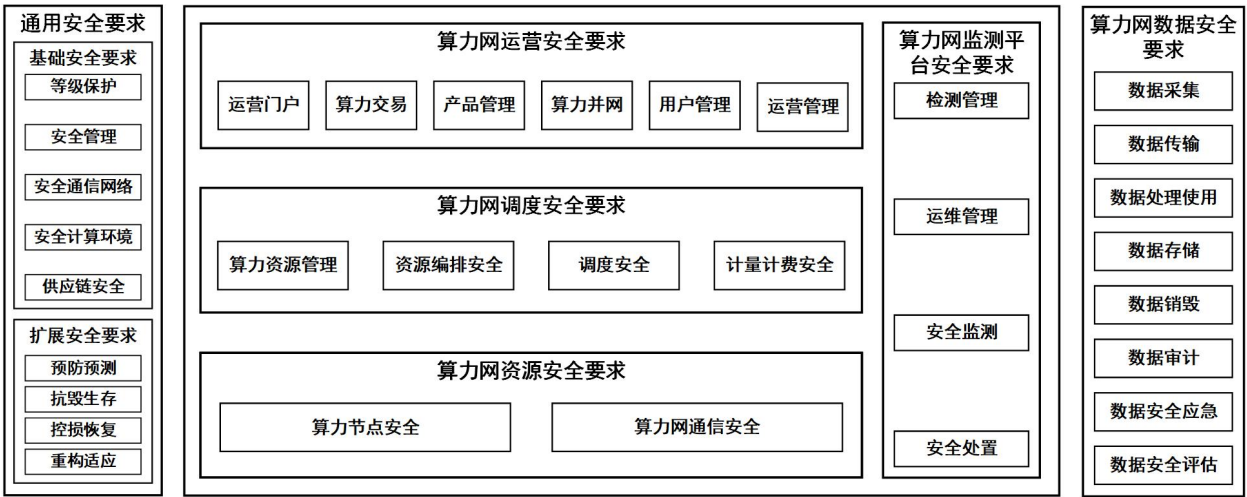 通用安全要求
基础安全要求
等级保护
安全管理
安全通信网络
安全计算环境
供应链安全
扩展安全要求
预防预测
抗毁生存
控损恢复
重构适应
算力网运营安全要求
运营门户
算力交易
产品管理
算力并网
用户管理
运营管理
算力网调度安全要求
算力资源管理
资源编排安全
调度安全
计量计费安全
算力网资源安全要求
算力节点安全
算力网通信安全
算力网监测平
台安全要求
检测管理
运维管理
安全监测
安全处置
算力网数据安全
要求
数据采集
数据传输
数据处理使用
数据存储
数据销毁
数据审计
数据安全应急
数据安全评估